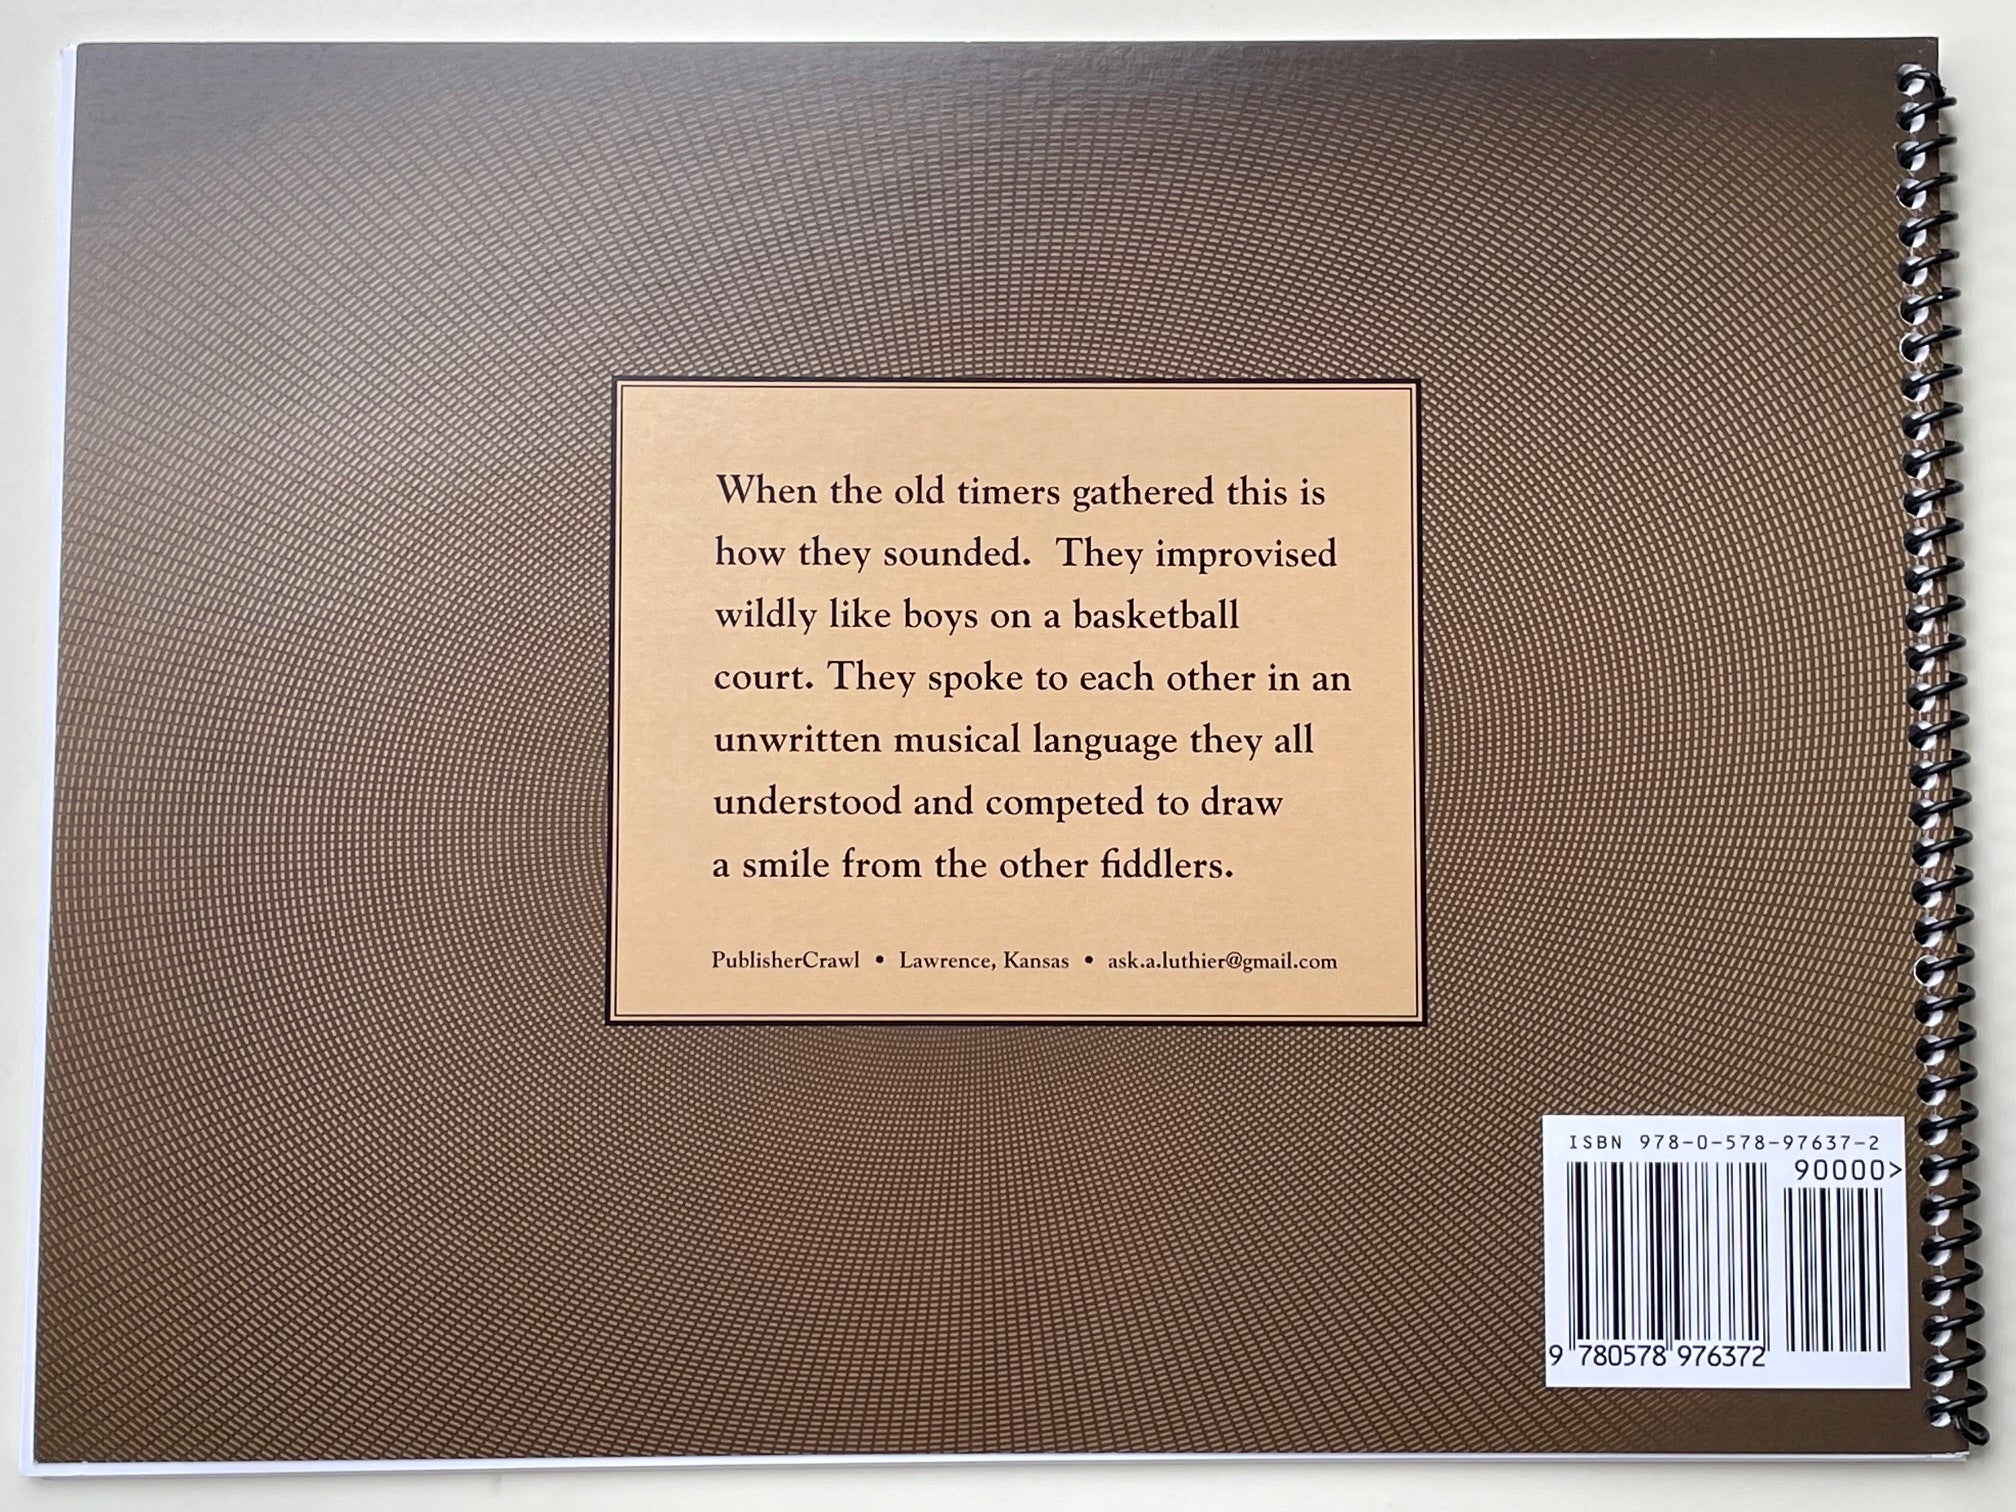 When the old timers gathered this is
how they sounded.  They improvised
wildly like boys on a basketball
court. They spoke to each other in an
unwritten musical language they all
understood and competed to draw
a smile from the other fiddlers.
PublisherCrawl • Lawrence, Kansas • ask.a.luthier@gmail.com
ISBN 978-0-578-97637-2
90000>
9 780578 976372